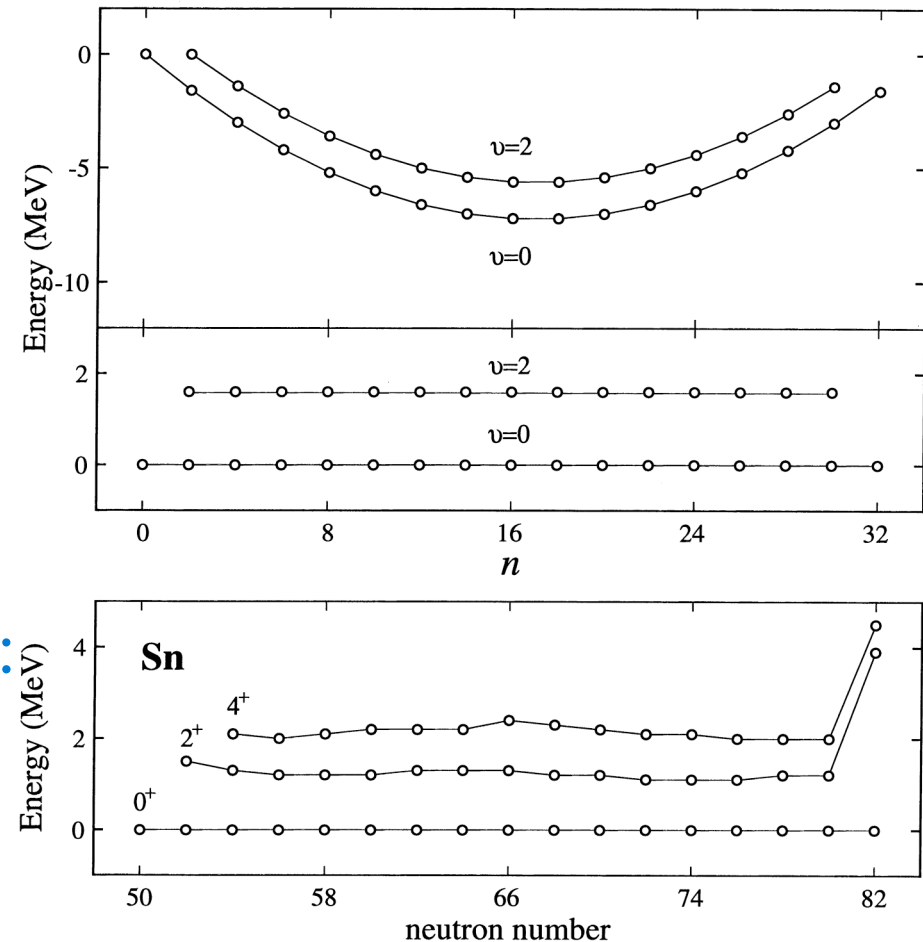 Energy (MeV)
0
-5
-10
υ=2
υ=0
2
0
υ=2
υ=0
0 8 16 24 32
n
Energy (MeV)
4
2
0
Sn
4+
2+
0+
50 58 66 74 82
neutron number